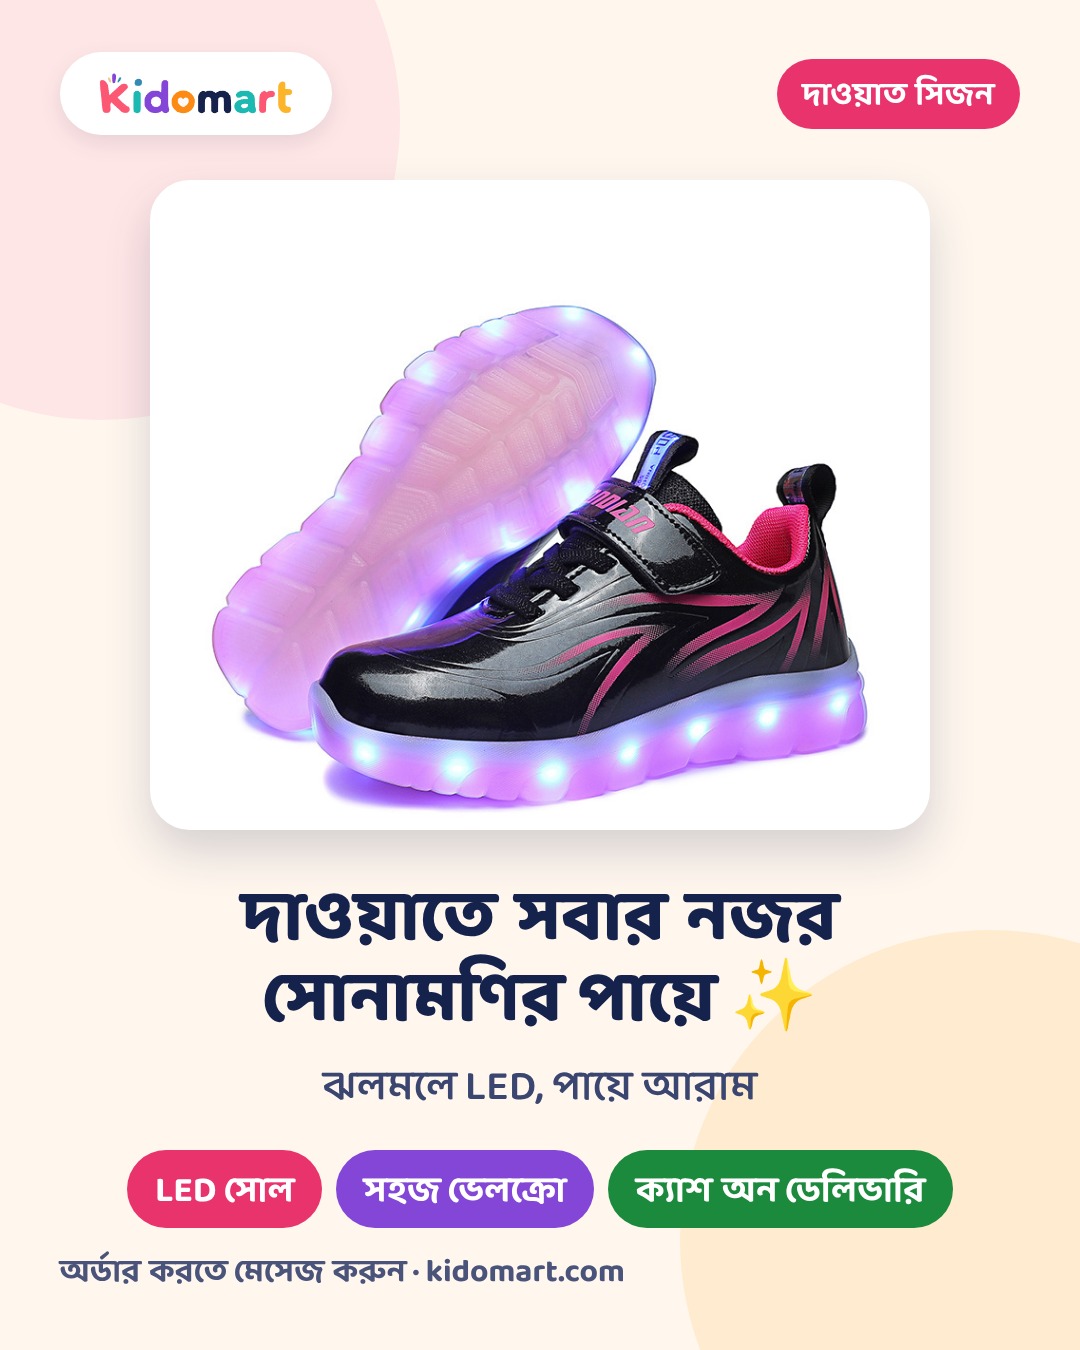 Kidomart
দাওয়াত সিজন
দাওয়াতে সবার নজর
সোনামণির পায়ে ✨
ঝলমলে LED, পায়ে আরাম
LED সোল
সহজ ভেলক্রো
ক্যাশ অন ডেলিভারি
অর্ডার করতে মেসেজ করুন · kidomart.com